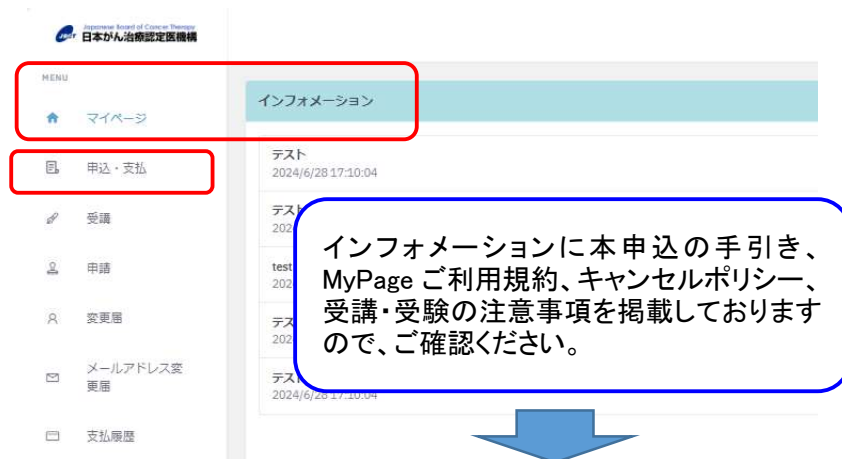 Japanese Board of Cancer Therapy
日本がん治療認定医機構
MENU
マイページ
申込・支払
受講
申請
変更届
メールアドレス変
更届
支払履歴
インフォメーション
テスト
2024/6/28 17:10:04
テスト
202
test
202
テス
202
テス
2024/6/28 17:10:04
インフォメーションに本申込の手引き、
MyPage ご利用規約、キャンセルポリシー、
受講・受験の注意事項を掲載しております
ので、ご確認ください。